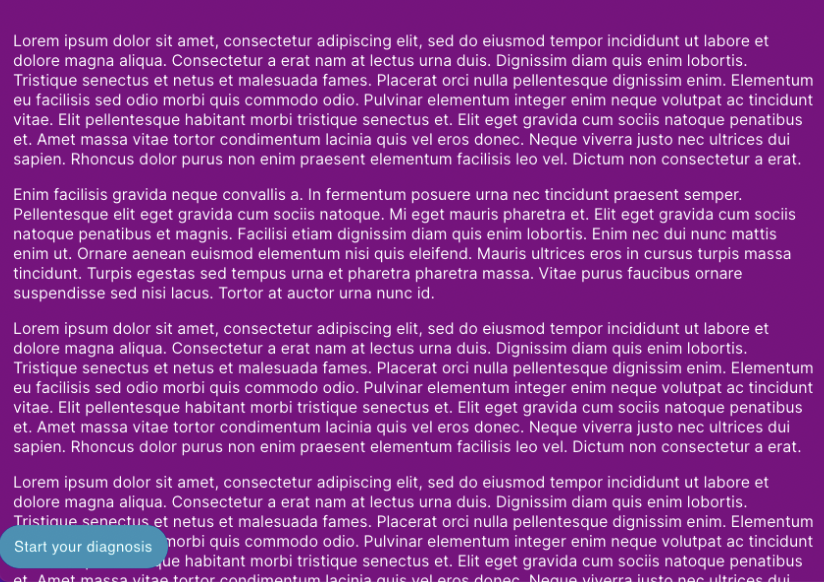 Lorem ipsum dolor sit amet, consectetur adipiscing elit, sed do eiusmod tempor incididunt ut labore et
dolore magna aliqua. Consectetur a erat nam at lectus urna duis. Dignissim diam quis enim lobortis.
Tristique senectus et netus et malesuada fames. Placerat orci nulla pellentesque dignissim enim. Elementum
eu facilisis sed odio morbi quis commodo odio. Pulvinar elementum integer enim neque volutpat ac tincidunt
vitae. Elit pellentesque habitant morbi tristique senectus et. Elit eget gravida cum sociis natoque penatibus
et. Amet massa vitae tortor condimentum lacinia quis vel eros donec. Neque viverra justo nec ultrices dui
sapien. Rhoncus dolor purus non enim praesent elementum facilisis leo vel. Dictum non consectetur a erat.
Enim facilisis gravida neque convallis a. In fermentum posuere urna nec tincidunt praesent semper.
Pellentesque elit eget gravida cum sociis natoque. Mi eget mauris pharetra et. Elit eget gravida cum sociis
natoque penatibus et magnis. Facilisi etiam dignissim diam quis enim lobortis. Enim nec dui nunc mattis
enim ut. Ornare aenean euismod elementum nisi quis eleifend. Mauris ultrices eros in cursus turpis massa
tincidunt. Turpis egestas sed tempus urna et pharetra pharetra massa. Vitae purus faucibus ornare
suspendisse sed nisi lacus. Tortor at auctor urna nunc id.
Lorem ipsum dolor sit amet, consectetur adipiscing elit, sed do eiusmod tempor incididunt ut labore et
dolore magna aliqua. Consectetur a erat nam at lectus urna duis. Dignissim diam quis enim lobortis.
Tristique senectus et netus et malesuada fames. Placerat orci nulla pellentesque dignissim enim. Elementum
eu facilisis sed odio morbi quis commodo odio. Pulvinar elementum integer enim neque volutpat ac tincidunt
vitae. Elit pellentesque habitant morbi tristique senectus et. Elit eget gravida cum sociis natoque penatibus
et. Amet massa vitae tortor condimentum lacinia quis vel eros donec. Neque viverra justo nec ultrices dui
sapien. Rhoncus dolor purus non enim praesent elementum facilisis leo vel. Dictum non consectetur a erat.
Lorem ipsum dolor sit amet, consectetur adipiscing elit, sed do eiusmod tempor incididunt ut labore et
dolore magna aliqua. Consectetur a erat nam at lectus urna duis. Dignissim diam quis enim lobortis.
Tristique senectus et netus et malesuada fames. Placerat orci nulla pellentesque dignissim enim. Elementum
morbi quis commodo odio. Pulvinar elementum integer enim neque volutpat ac tincidunt
Start your diagnosis
habitant morbi tristique senectus et. Elit eget gravida cum sociis natoque penatibus
et. Amet massa vitae tortor condimentum lacinia quis vel eros donec. Neque viverra justo nec ultrices dui